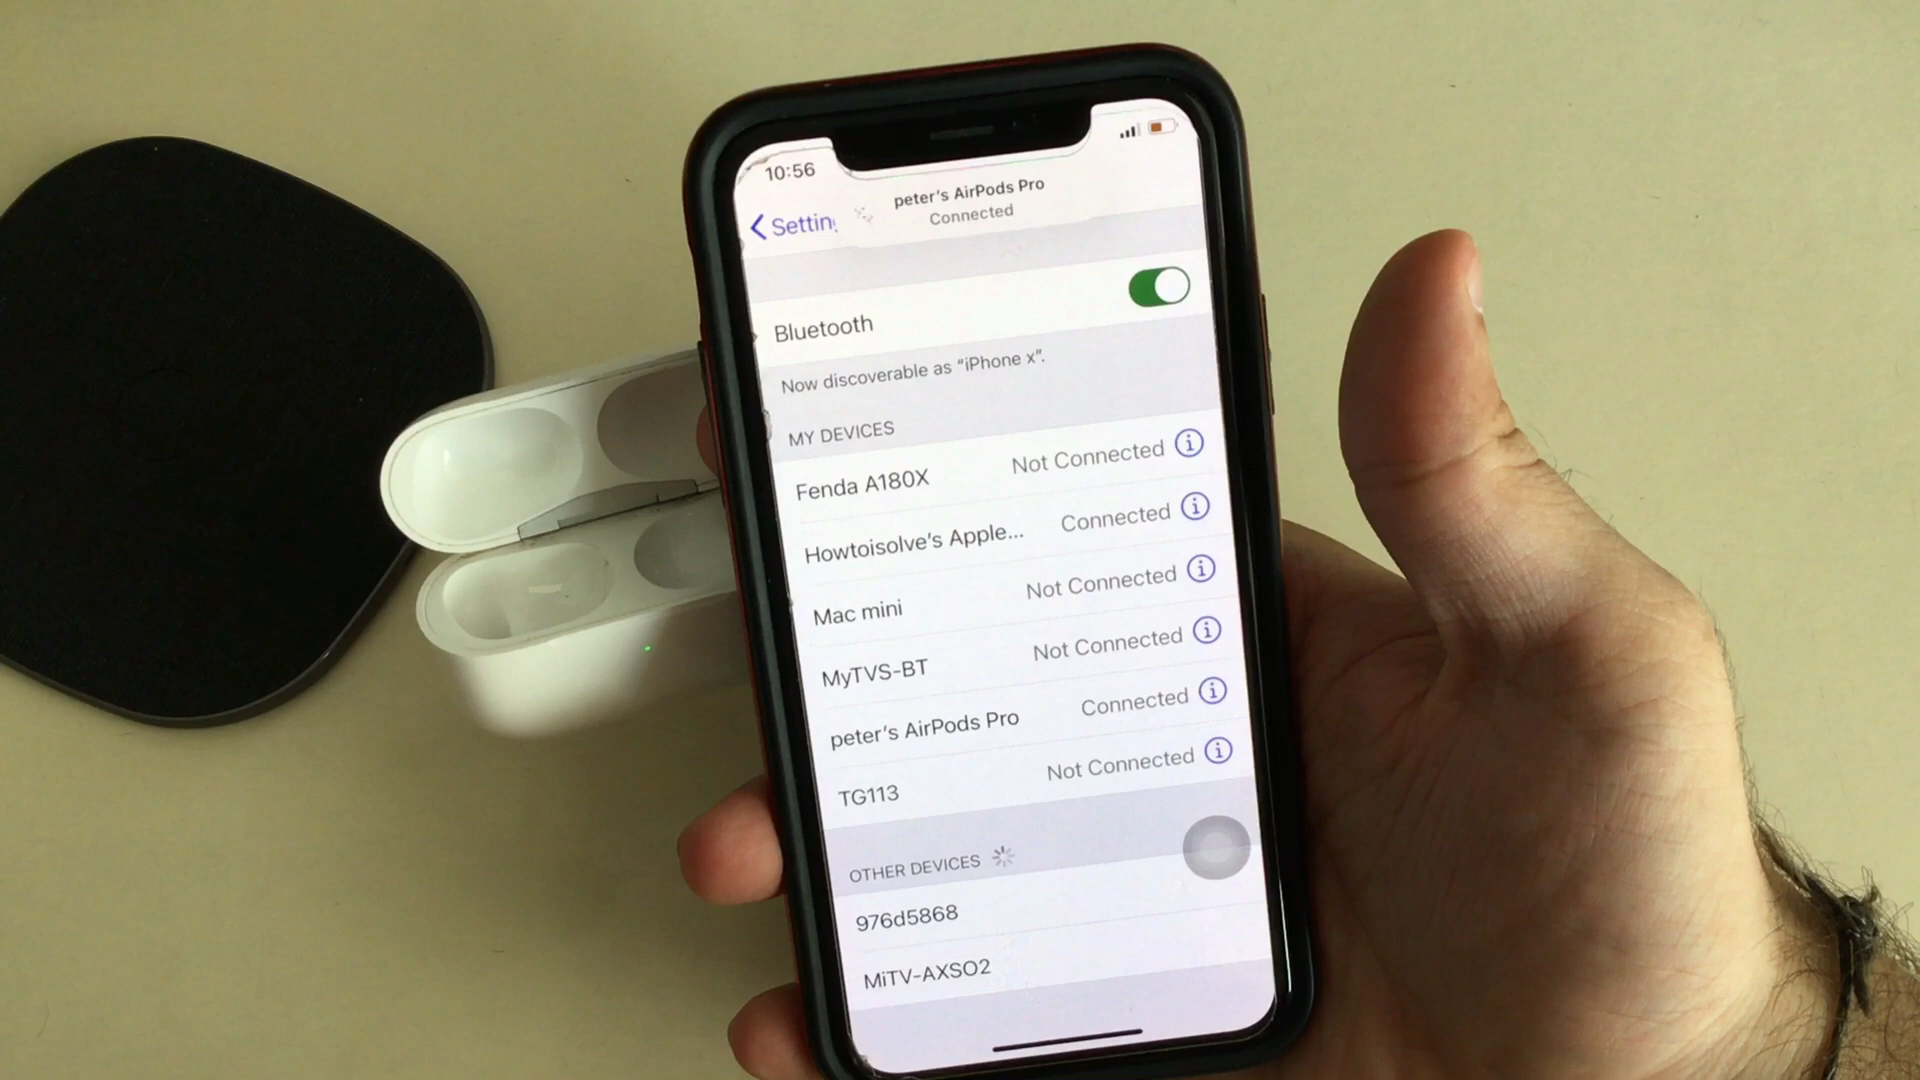 10:56
peter's AirPods Pro
Settin
Connected
Bluetooth
Now discoverable as “iPhone x”.
MY DEVICES
Fenda A180X Not Connected
Howtoisolve's Apple... Connected
Mac mini Not Connected
MyTVS-BT Not Connected
peter's AirPods Pro Connected
TG113 Not Connected
OTHER DEVICES
976d5868
MiTV-AXSO2